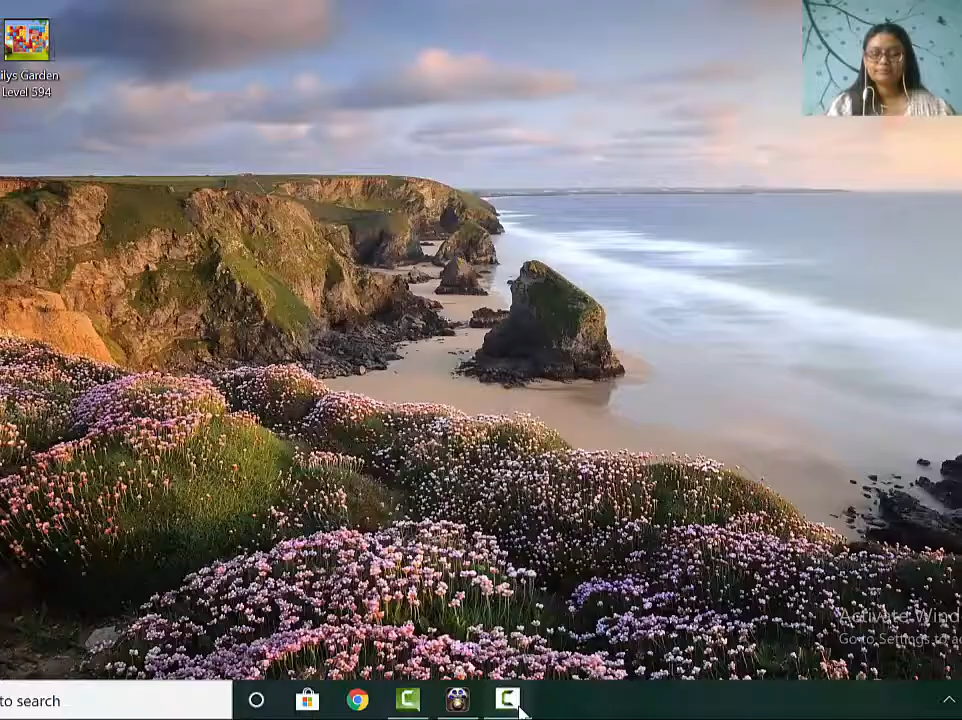 ilys Garden
Level 594
Activate Wind
Go to Settings to ac
to search